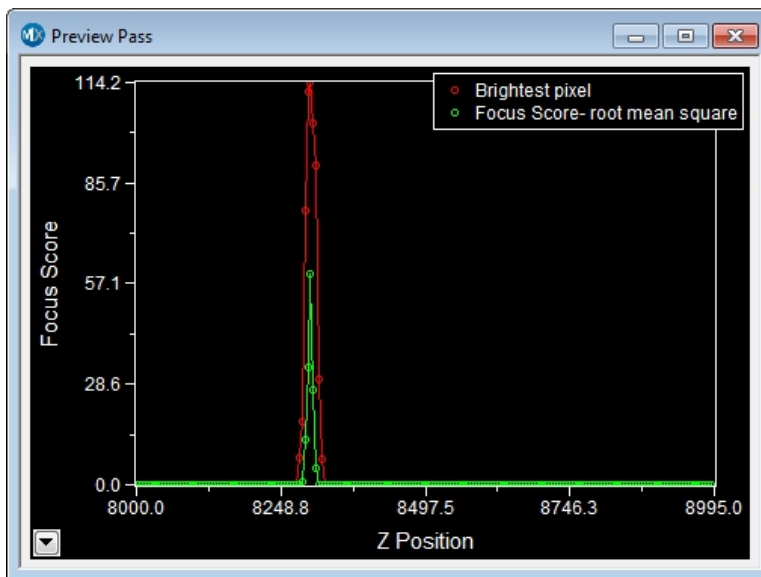 MX Preview Pass
Brightest pixel
Focus Score- root mean square
114.2
85.7
57.1
28.6
0.0
Focus Score
8000.0 8248.8 8497.5 8746.3 8995.0
Z Position